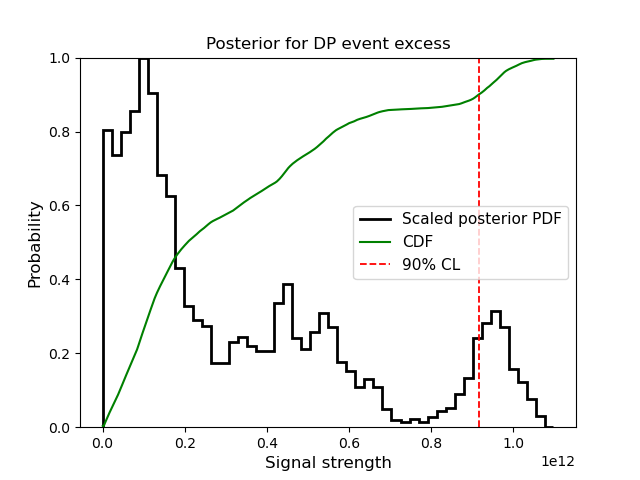 Posterior for DP event excess
Probability
1.0
0.8
0.6
0.4
0.2
0.0
Scaled posterior PDF
CDF
90% CL
0.0 0.2 0.4 0.6 0.8 1.0
1e12
Signal strength